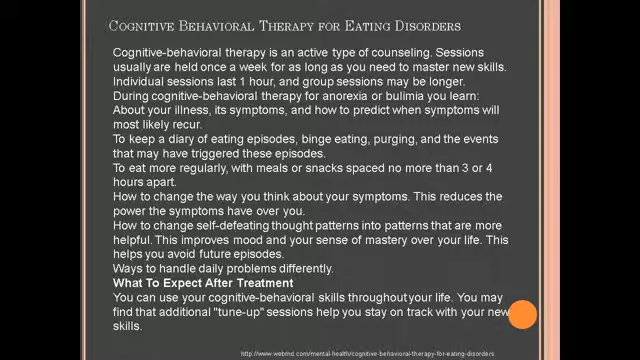 Cognitive Behavioral Therapy for Eating Disorders
Cognitive-behavioral therapy is an active type of counseling. Sessions
usually are held once a week for as long as you need to master new skills.
Individual sessions last 1 hour, and group sessions may be longer.
During cognitive-behavioral therapy for anorexia or bulimia you learn:
About your illness, its symptoms, and how to predict when symptoms will
most likely recur.
To keep a diary of eating episodes, binge eating, purging, and the events
that may have triggered these episodes.
To eat more regularly, with meals or snacks spaced no more than 3 or 4
hours apart.
How to change the way you think about your symptoms. This reduces the
power the symptoms have over you.
How to change self-defeating thought patterns into patterns that are more
helpful. This improves mood and your sense of mastery over your life. This
helps you avoid future episodes.
Ways to handle daily problems differently.
What To Expect After Treatment
You can use your cognitive-behavioral skills throughout your life. You may
find that additional "tune-up" sessions help you stay on track with your new
skills.
http://www.webmd.com/mental-health/cognitive-behavioral-therapy-for-eating-disorders